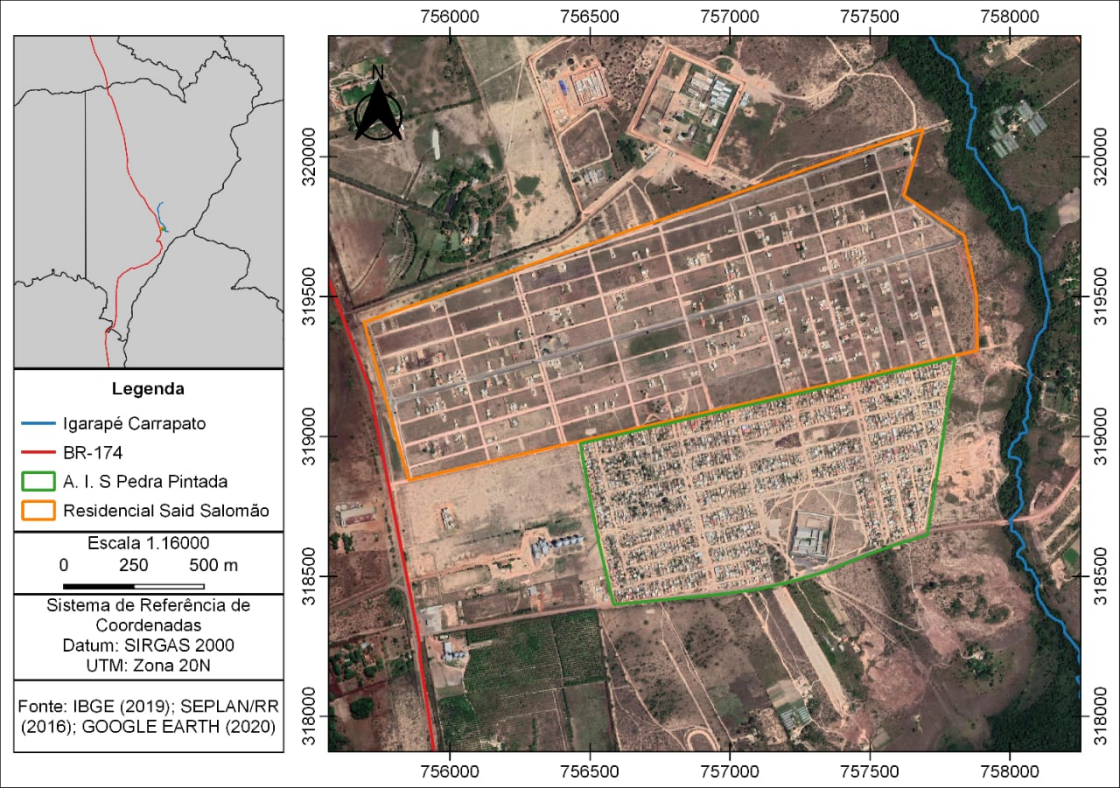 756000 756500 757000 757500 758000
N
320000
319500
319000
318500
318000
320000
319500
319000
318500
318000
Legenda
Igarapé Carrapato
BR-174
A. I. S Pedra Pintada
Residencial Said Salomão
Escala 1.16000
0 250 500 m
Sistema de Referência de
Coordenadas
Datum: SIRGAS 2000
UTM: Zona 20N
Fonte: IBGE (2019); SEPLAN/RR
(2016); GOOGLE EARTH (2020)
756000 756500 757000 757500 758000